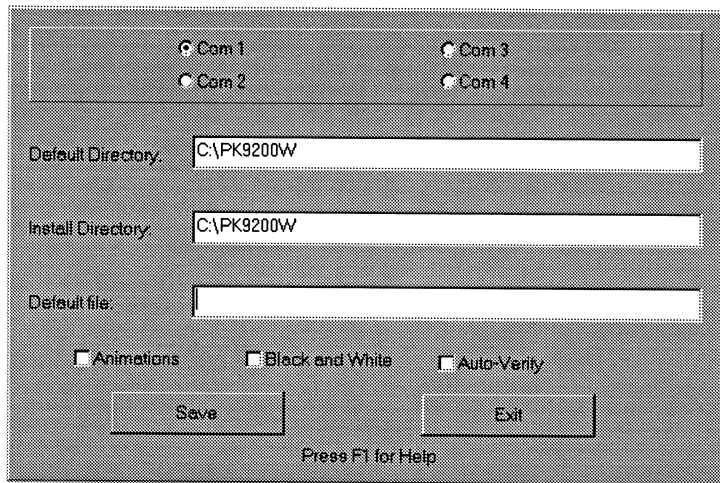 Com 1 Com 3
Com 2 Com 4
Default Directory: C:\PK9200W
Install Directory: C:\PK9200W
Default file:
Animations Black and White Auto-Verify
Save Exit
Press F1 for Help